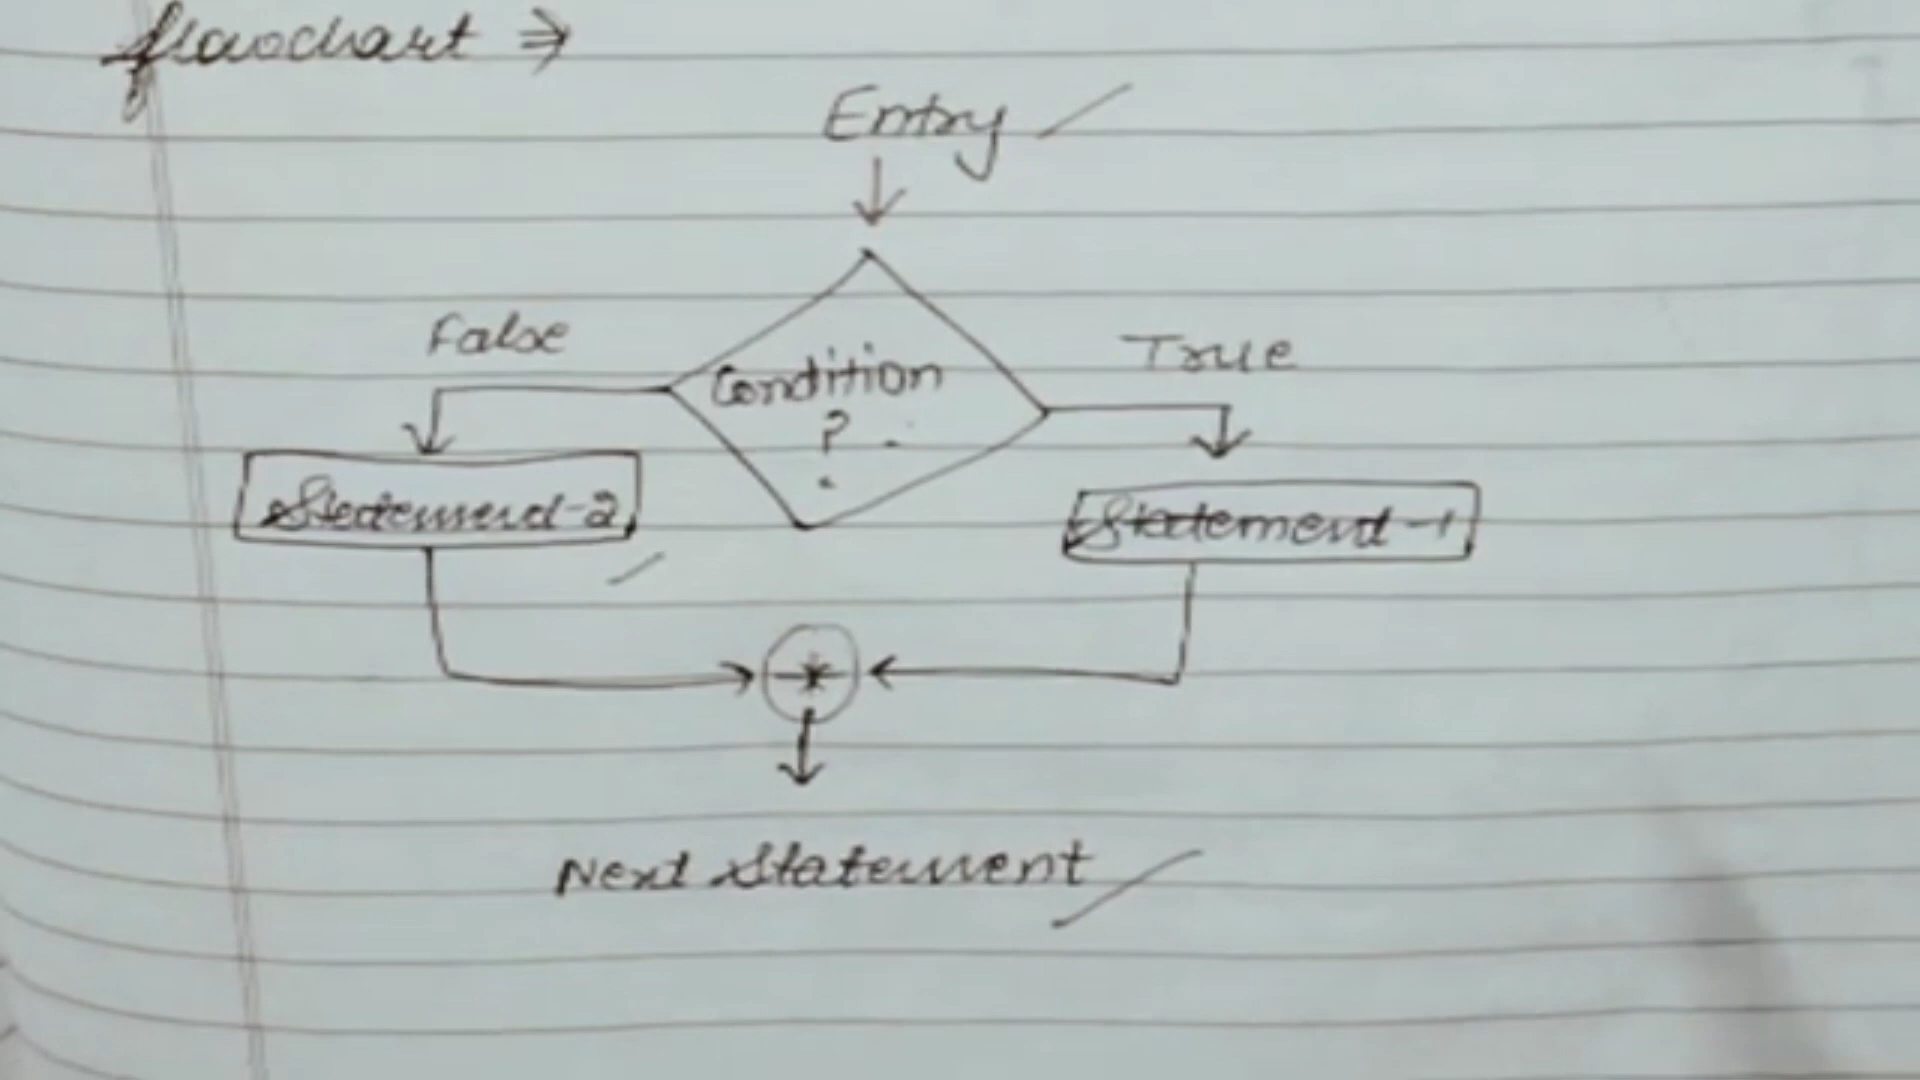 flowchart ⇒
Entry
False
True
Condition
?
Statement-2
Statement-1
*
Next Statement